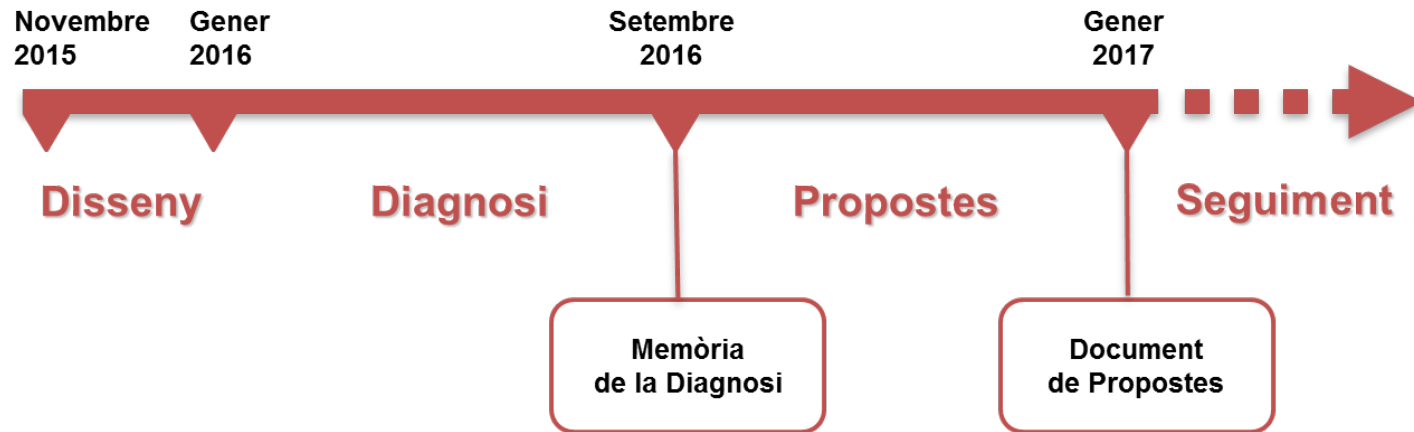 Novembre
2015
Gener
2016
Setembre
2016
Gener
2017
Disseny
Diagnosi
Propostes
Seguiment
Memòria
de la Diagnosi
Document
de Propostes